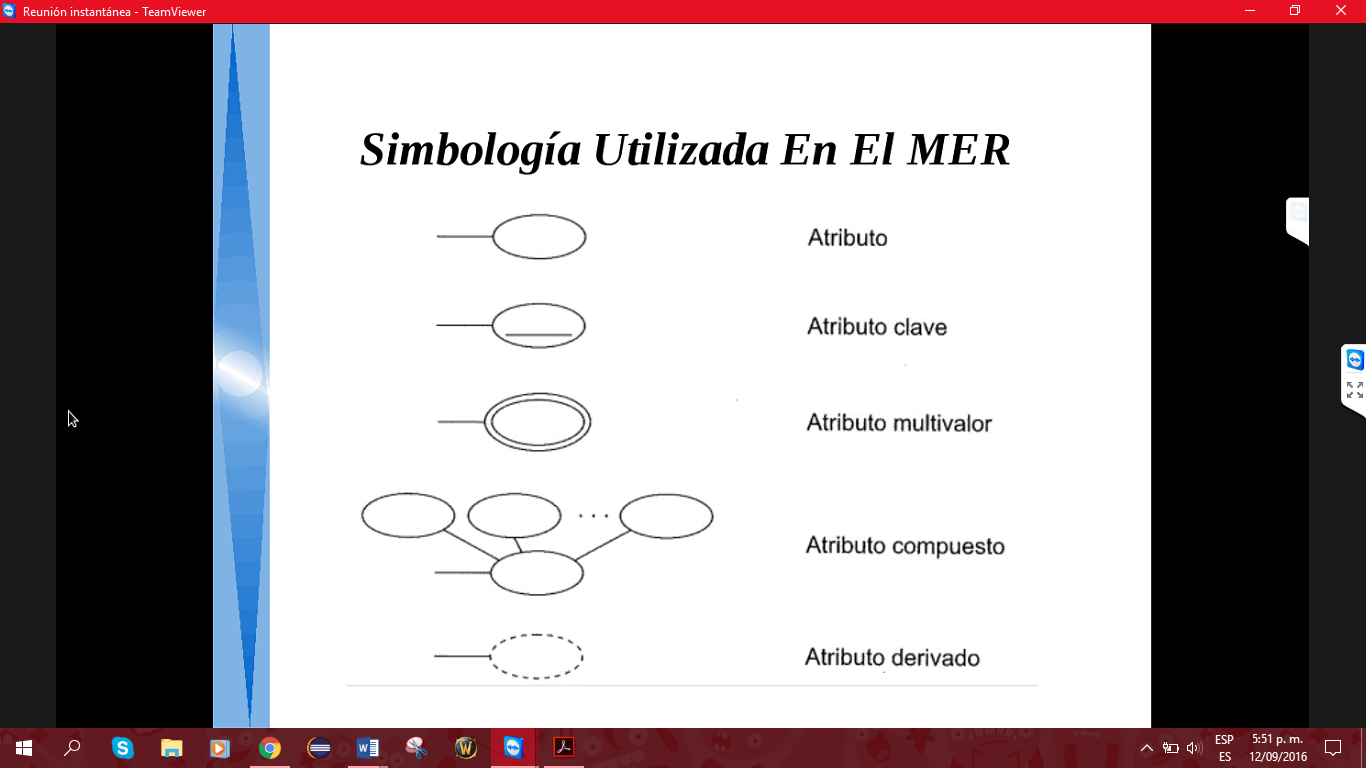 Reunión instantánea - TeamViewer
Simbología Utilizada En El MER
Atributo
Atributo clave
Atributo multivalor
Atributo compuesto
Atributo derivado
ESP
ES
5:51 p. m.
12/09/2016